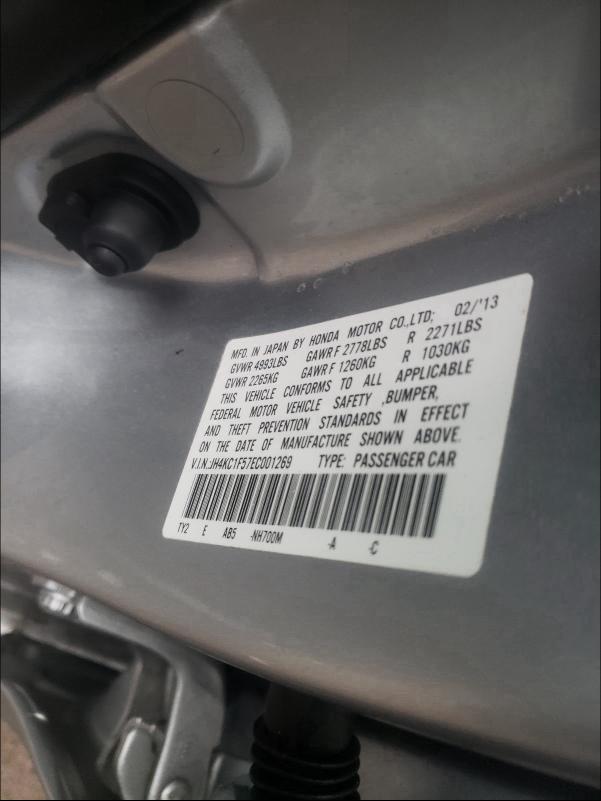 MFD. IN JAPAN BY HONDA MOTOR CO.,LTD; 02/'13
GVWR 4993LBS GAWR F 2778LBS R 2271LBS
GVWR 2265KG GAWR F 1260KG R 1030KG
THIS VEHICLE CONFORMS TO ALL APPLICABLE
FEDERAL MOTOR VEHICLE SAFETY ,BUMPER,
AND THEFT PREVENTION STANDARDS IN EFFECT
ON THE DATE OF MANUFACTURE SHOWN ABOVE.
V.I.N.:JH4KC1F57EC001269 TYPE: PASSENGER CAR
TY2 E AB5 -NH700M -A -C